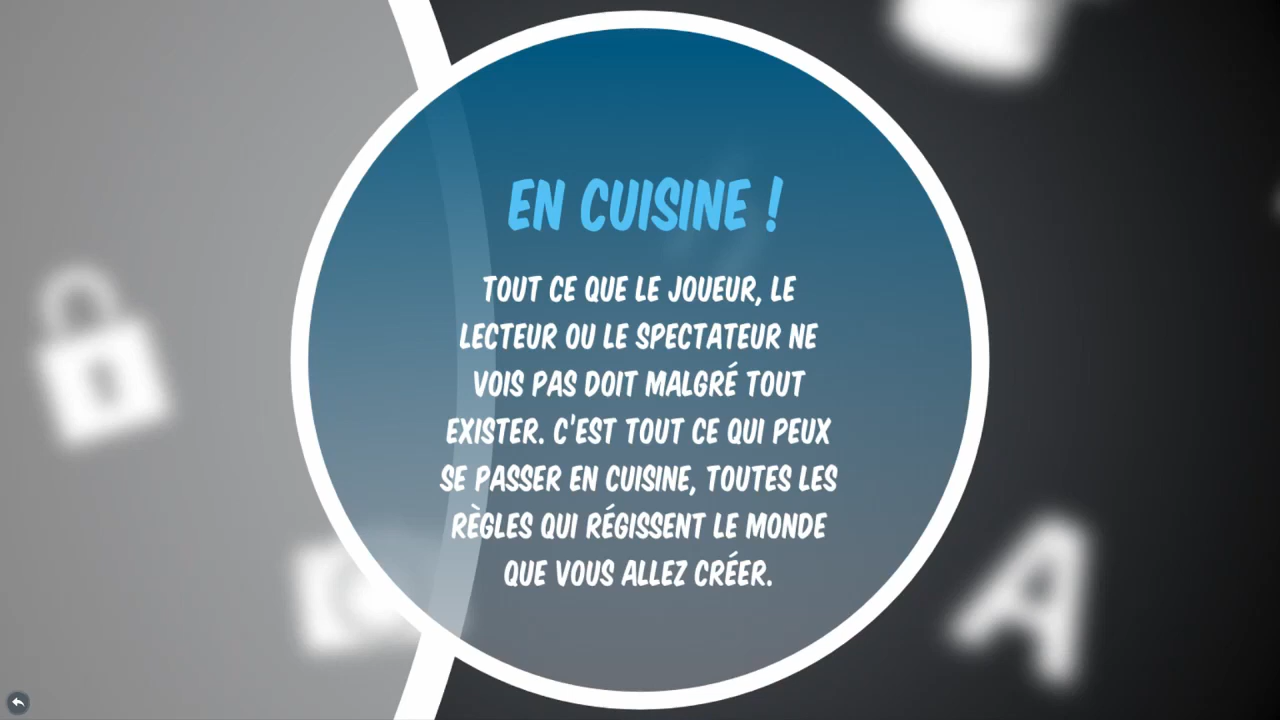 EN CUISINE !
TOUT CE QUE LE JOUEUR, LE
LECTEUR OU LE SPECTATEUR NE
VOIS PAS DOIT MALGRÉ TOUT
EXISTER. C'EST TOUT CE QUI PEUX
SE PASSER EN CUISINE, TOUTES LES
RÈGLES QUI RÉGISSENT LE MONDE
QUE VOUS ALLEZ CRÉER.
A